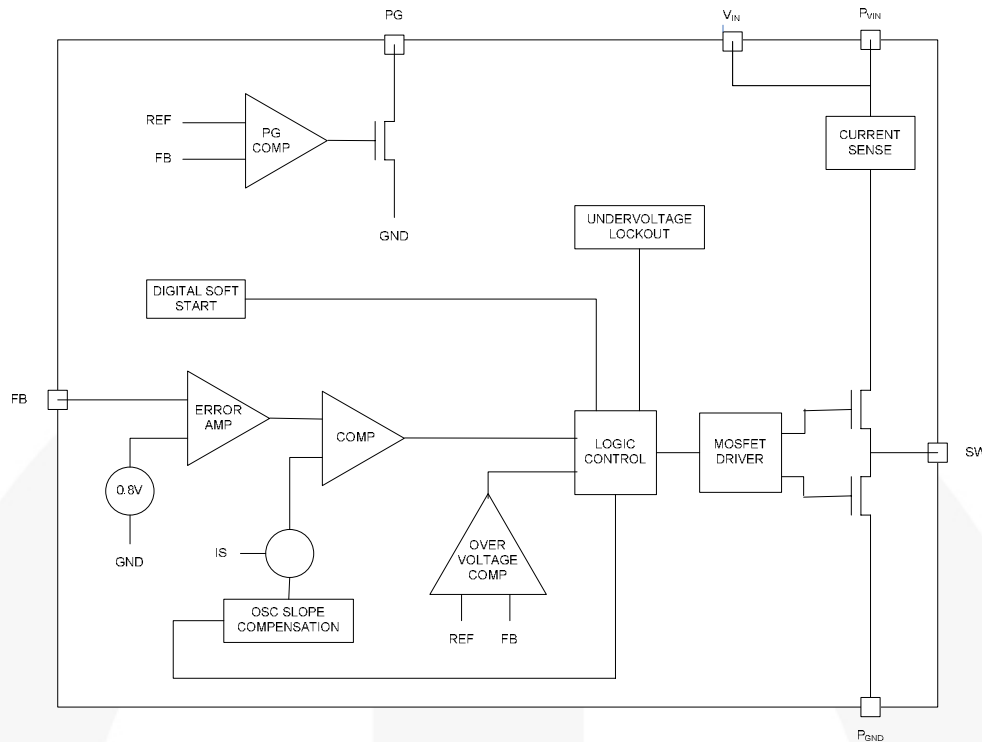 PG
VIN
PVIN
REF
FB
PG
COMP
CURRENT
SENSE
GND
UNDERVOLTAGE
LOCKOUT
DIGITAL SOFT
START
FB
ERROR
AMP
COMP
LOGIC
CONTROL
MOSFET
DRIVER
SW
0.8V
GND
IS
OVER
VOLTAGE
COMP
OSC SLOPE
COMPENSATION
REF
FB
PGND